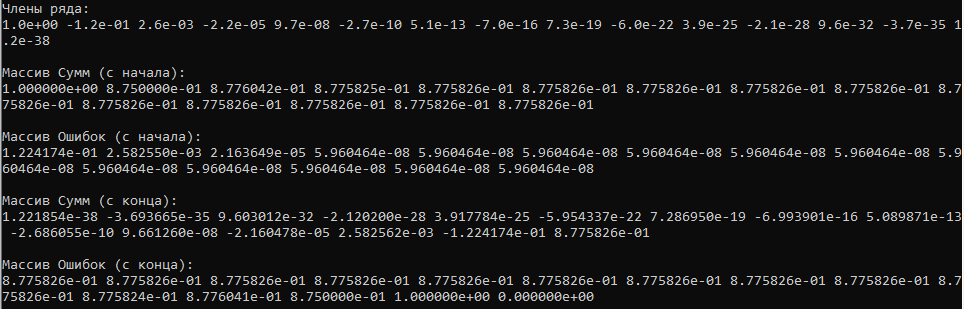 Члены ряда:
1.0e+00 -1.2e-01 2.6e-03 -2.2e-05 9.7e-08 -2.7e-10 5.1e-13 -7.0e-16 7.3e-19 -6.0e-22 3.9e-25 -2.1e-28 9.6e-32 -3.7e-35 1
.2e-38
Массив Сумм (с начала):
1.000000e+00 8.750000e-01 8.776042e-01 8.775825e-01 8.775826e-01 8.775826e-01 8.775826e-01 8.775826e-01 8.775826e-01 8.7
75826e-01 8.775826e-01 8.775826e-01 8.775826e-01 8.775826e-01 8.775826e-01
Массив Ошибок (с начала):
1.224174e-01 2.582550e-03 2.163649e-05 5.960464e-08 5.960464e-08 5.960464e-08 5.960464e-08 5.960464e-08 5.960464e-08 5.9
60464e-08 5.960464e-08 5.960464e-08 5.960464e-08 5.960464e-08 5.960464e-08
Массив Сумм (с конца):
1.221854e-38 -3.693665e-35 9.603012e-32 -2.120200e-28 3.917784e-25 -5.954337e-22 7.286950e-19 -6.993901e-16 5.089871e-13
-2.686055e-10 9.661260e-08 -2.160478e-05 2.582562e-03 -1.224174e-01 8.775826e-01
Массив Ошибок (с конца):
8.775826e-01 8.775826e-01 8.775826e-01 8.775826e-01 8.775826e-01 8.775826e-01 8.775826e-01 8.775826e-01 8.775826e-01 8.7
75826e-01 8.775824e-01 8.776041e-01 8.750000e-01 1.000000e+00 0.000000e+00